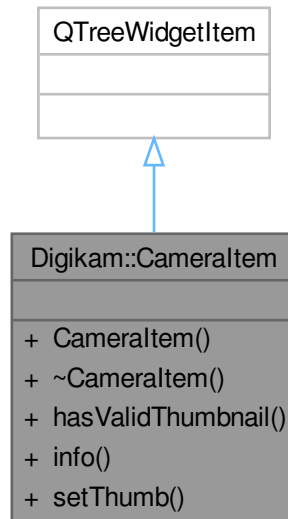 QTreeWidgetItem
Digikam::CameraItem
+ CameraItem()
+ ~CameraItem()
+ hasValidThumbnail()
+ info()
+ setThumb()